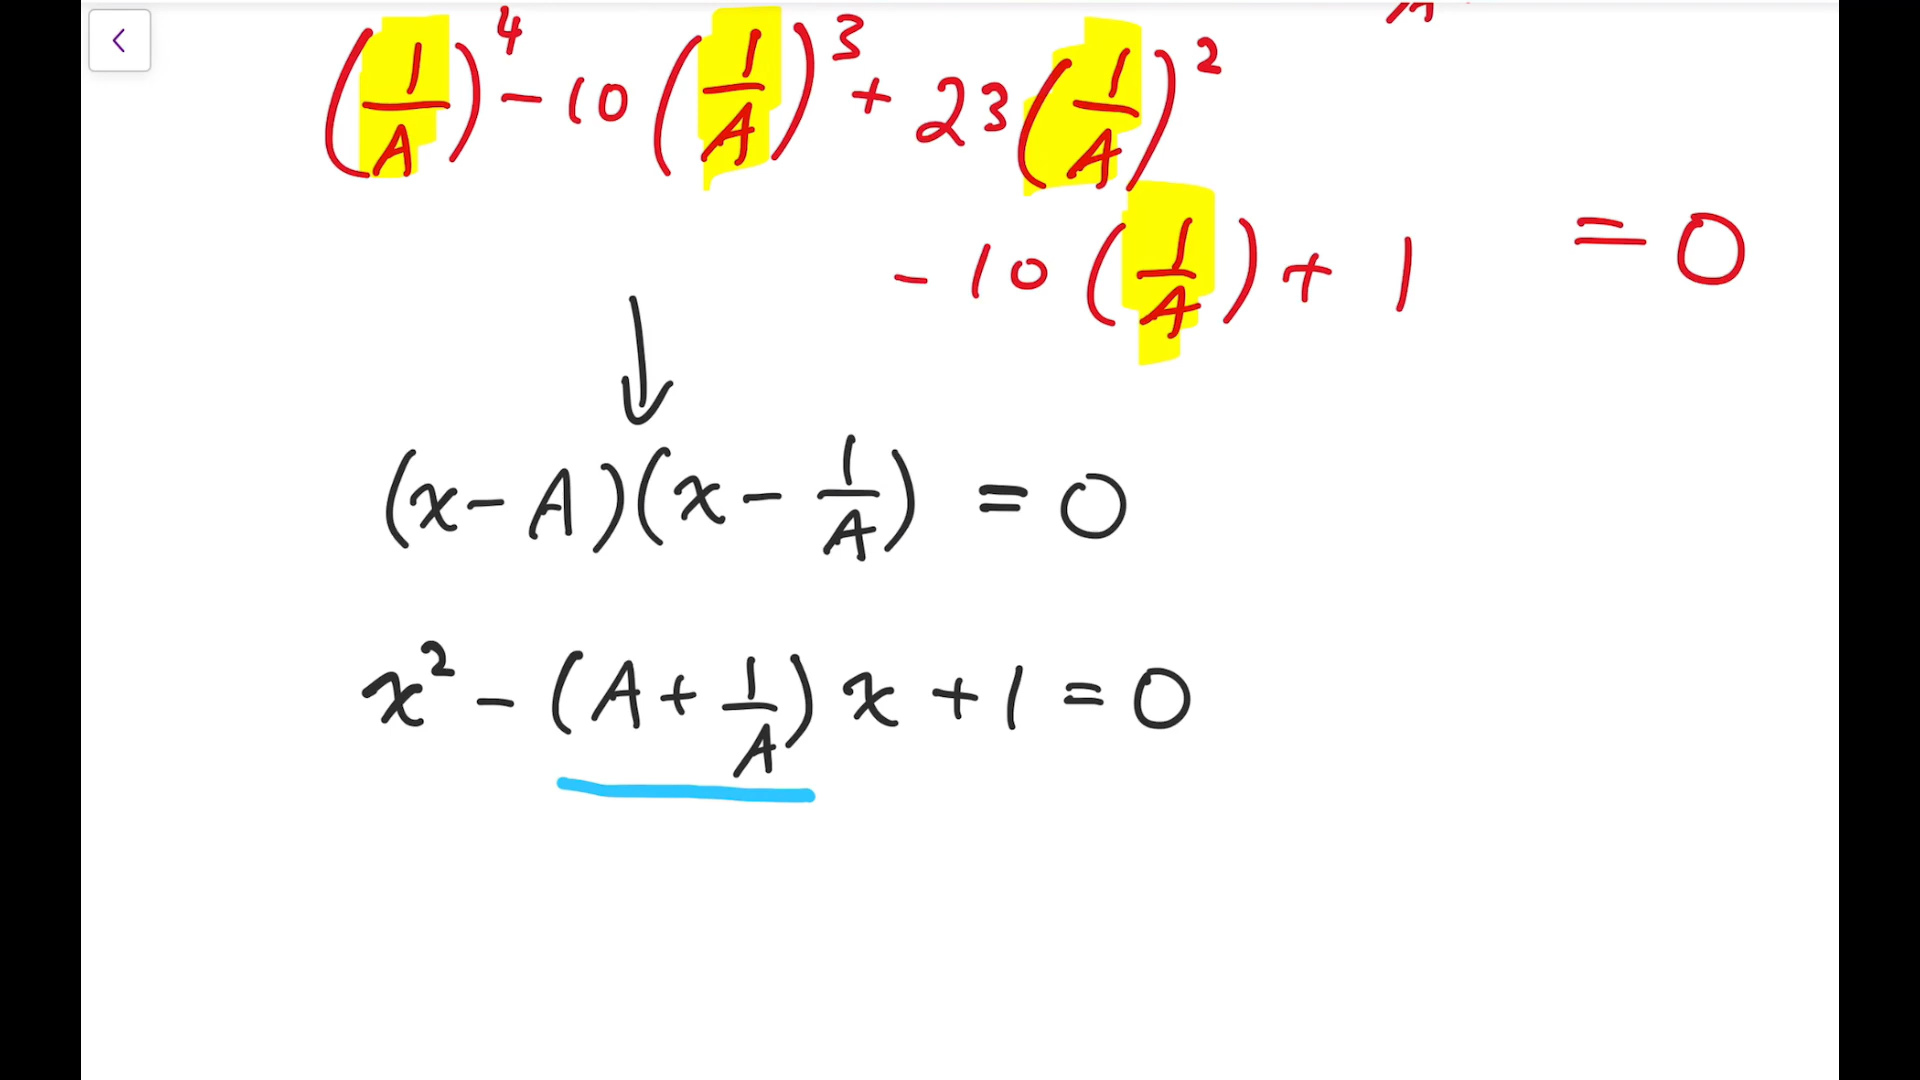 (1/A)⁴ - 10(1/A)³ + 23(1/A)²
- 10(1/A) + 1 = 0
(x - A)(x - 1/A) = 0
x² - (A + 1/A)x + 1 = 0